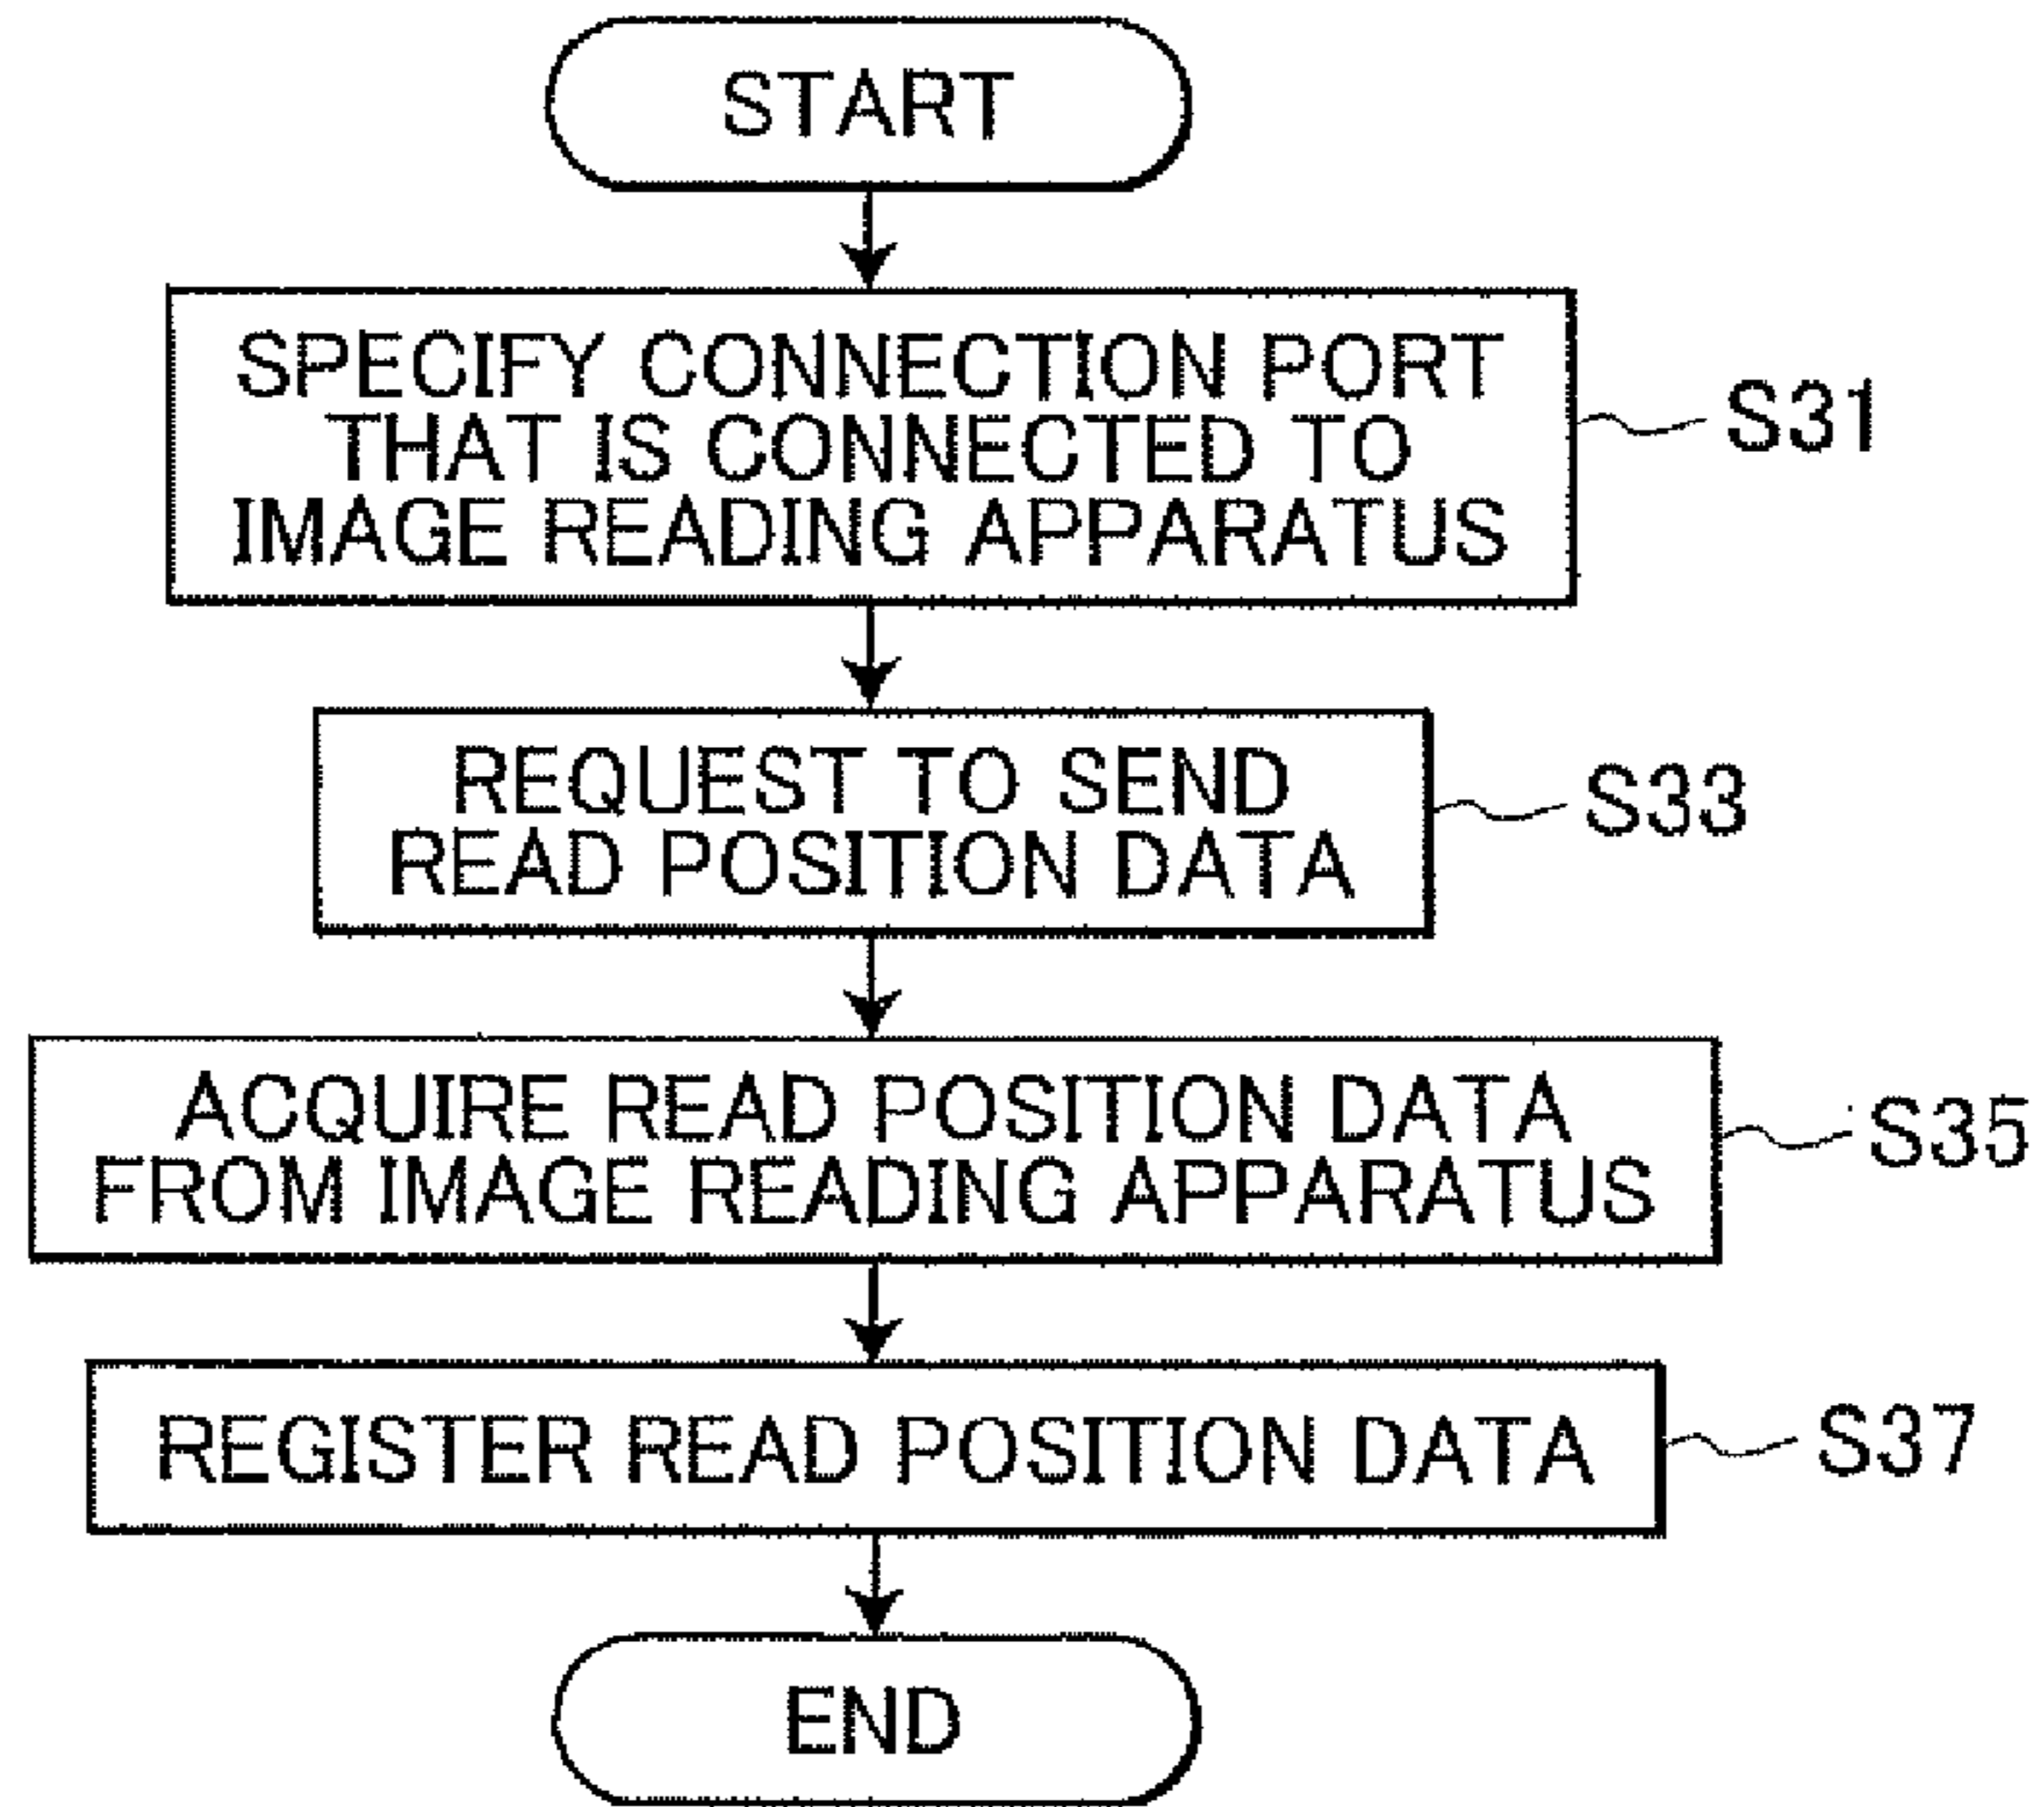 START
SPECIFY CONNECTION PORT
THAT IS CONNECTED TO
IMAGE READING APPARATUS
S31
REQUEST TO SEND
READ POSITION DATA
S33
ACQUIRE READ POSITION DATA
FROM IMAGE READING APPARATUS
S35
REGISTER READ POSITION DATA
S37
END